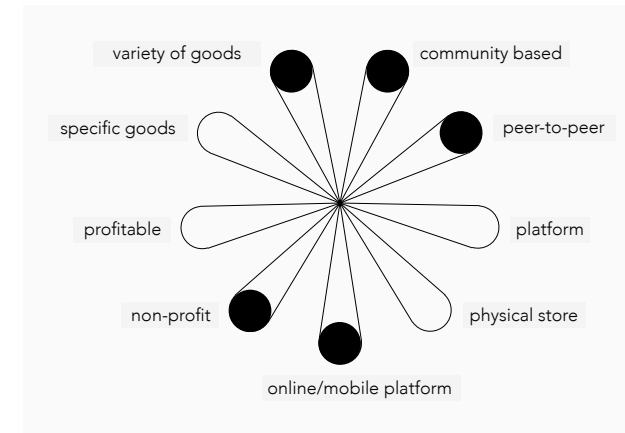 variety of goods
community based
specific goods
peer-to-peer
profitable
platform
non-profit
physical store
online/mobile platform